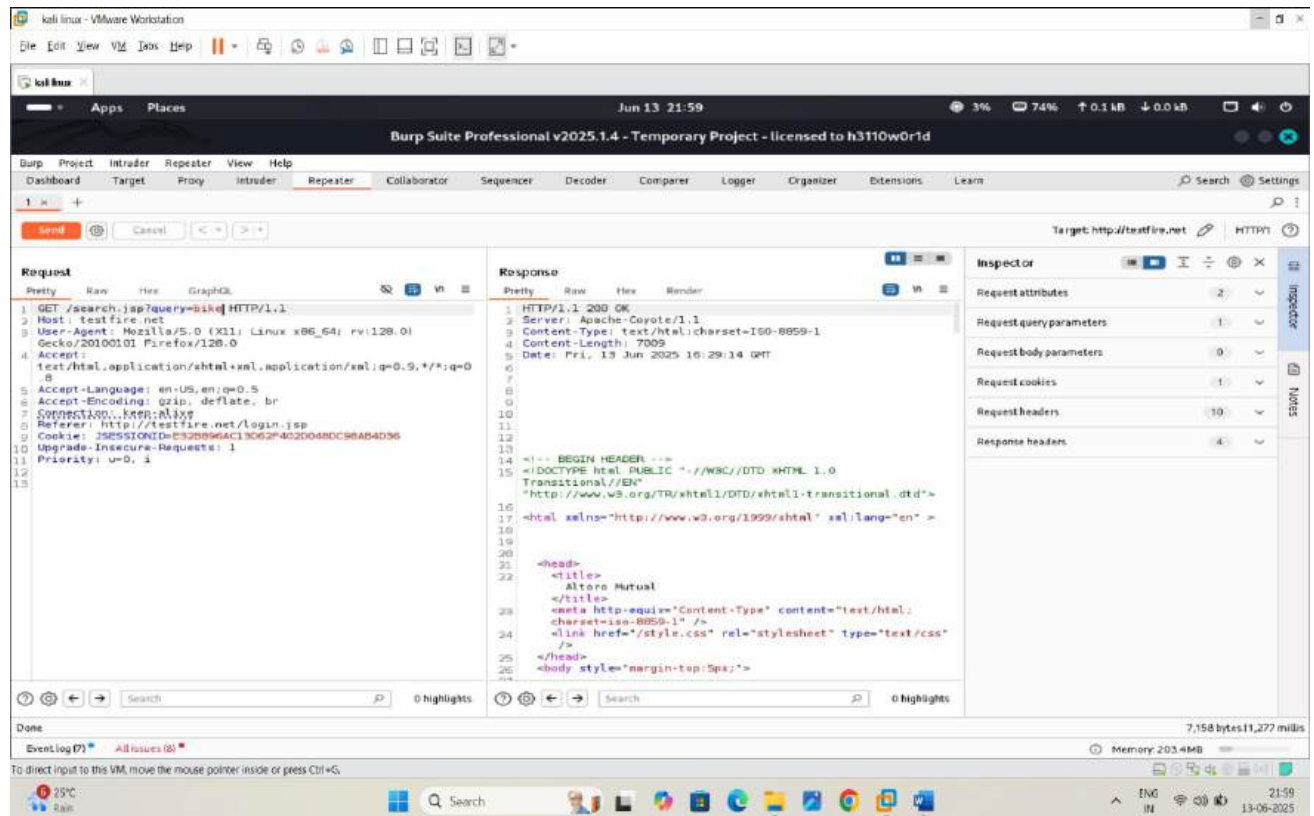 kali linux - VMware Workstation
File Edit View VM Tabs Help
kali linux
Apps Places Jun 13 21:59 3% 74% 0.1 kB 0.0 kB
Burp Suite Professional v2025.1.4 - Temporary Project - licensed to h3110w0r1d
Burp Project Intruder Repeater View Help
Dashboard Target Proxy Intruder Repeater Collaborator Sequencer Decoder Comparer Logger Organizer Extensions Learn Search Settings
1 × +
Send Cancel < > Target: http://testfire.net HTTP/1
Request
Pretty Raw Hex GraphQL
1 GET /search.jsp?query=bike HTTP/1.1
2 Host: testfire.net
3 User-Agent: Mozilla/5.0 (X11; Linux x86_64; rv:128.0)
Gecko/20100101 Firefox/128.0
4 Accept:
text/html,application/xhtml+xml,application/xml;q=0.9,*/*;q=0
.8
5 Accept-Language: en-US,en;q=0.5
6 Accept-Encoding: gzip, deflate, br
7 Connection: keep-alive
8 Referer: http://testfire.net/login.jsp
9 Cookie: JSESSIONID=
10 Upgrade-Insecure-Requests: 1
11 Priority: u=0, i
12
13
Search 0 highlights
Response
Pretty Raw Hex Render
1 HTTP/1.1 200 OK
2 Server: Apache-Coyote/1.1
3 Content-Type: text/html;charset=ISO-8859-1
4 Content-Length: 7009
5 Date: Fri, 13 Jun 2025 16:29:14 GMT
6
7
8
9
10
11
12
13
14 <!-- BEGIN HEADER -->
15 <!DOCTYPE html PUBLIC "-//W3C//DTD XHTML 1.0
Transitional//EN"
"http://www.w3.org/TR/xhtml1/DTD/xhtml1-transitional.dtd">
16
17 <html xmlns="http://www.w3.org/1999/xhtml" xml:lang="en" >
18
19
20
21 <head>
22 <title>
Altoro Mutual
</title>
23 <meta http-equiv="Content-Type" content="text/html;
charset=iso-8859-1" />
24 <link href="/style.css" rel="stylesheet" type="text/css"
/>
25 </head>
26 <body style="margin-top:5px;">
Search 0 highlights
Inspector
Request attributes 2
Request query parameters 1
Request body parameters 0
Request cookies 1
Request headers 10
Response headers 4
Inspector
Notes
Done 7,158 bytes | 1,277 millis
Event log (7) All issues (8) Memory: 203.4MB
To direct input to this VM, move the mouse pointer inside or press Ctrl+G.
25°C
Rain
Search
ENG
IN
21:59
13-06-2025